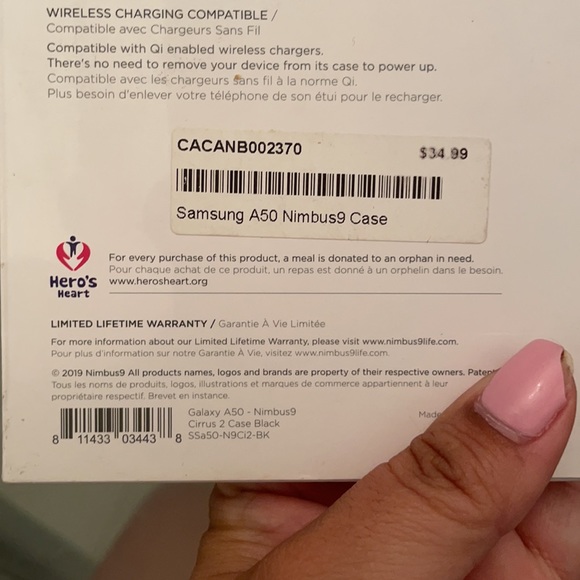 WIRELESS CHARGING COMPATIBLE /
Compatible avec Chargeurs Sans Fil
Compatible with Qi enabled wireless chargers.
There's no need to remove your device from its case to power up.
Compatible avec les chargeurs sans fil à la norme Qi.
Plus besoin d'enlever votre téléphone de son étui pour le recharger.
CACANB002370 $34.99
Samsung A50 Nimbus9 Case
Hero's
Heart
For every purchase of this product, a meal is donated to an orphan in need.
Pour chaque achat de ce produit, un repas est donné à un orphelin dans le besoin.
www.herosheart.org
LIMITED LIFETIME WARRANTY / Garantie À Vie Limitée
For more information about our Limited Lifetime Warranty, please visit www.nimbus9life.com.
Pour plus d'information sur notre Garantie À Vie, visitez www.nimbus9life.com.
© 2019 Nimbus9 All products names, logos and brands are property of their respective owners. Patent
Tous les noms de produits, logos, illustrations et marques de commerce appartiennent à leur
propriétaire respectif. Brevet en instance.
Galaxy A50 - Nimbus9 Made
Cirrus 2 Case Black
SSa50-N9Ci2-BK
8 11433 03443 8